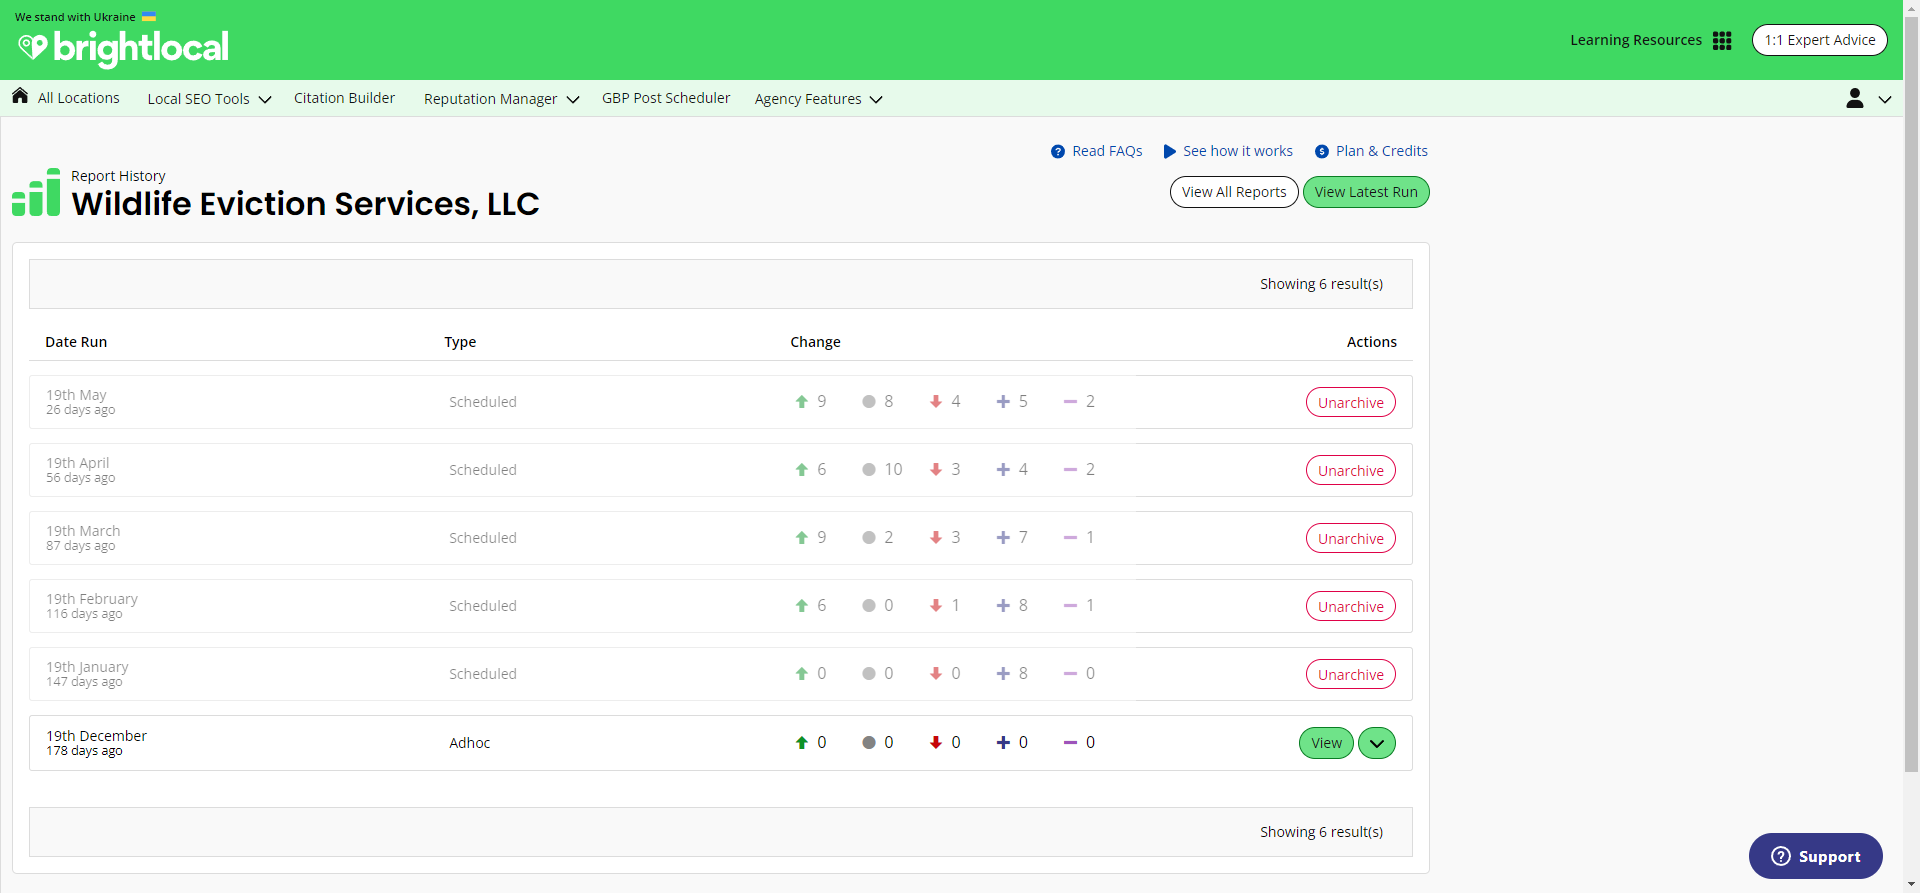 We stand with Ukraine
brightlocal
Learning Resources
1:1 Expert Advice
All Locations
Local SEO Tools
Citation Builder
Reputation Manager
GBP Post Scheduler
Agency Features
Read FAQs
See how it works
Plan & Credits
Report History
Wildlife Eviction Services, LLC
View All Reports
View Latest Run
Showing 6 result(s)
Date Run Type Change Actions
19th May
26 days ago
Scheduled 9 8 4 5 2 Unarchive
19th April
56 days ago
Scheduled 6 10 3 4 2 Unarchive
19th March
87 days ago
Scheduled 9 2 3 7 1 Unarchive
19th February
116 days ago
Scheduled 6 0 1 8 1 Unarchive
19th January
147 days ago
Scheduled 0 0 0 8 0 Unarchive
19th December
178 days ago
Adhoc 0 0 0 0 0 View
Showing 6 result(s)
Support